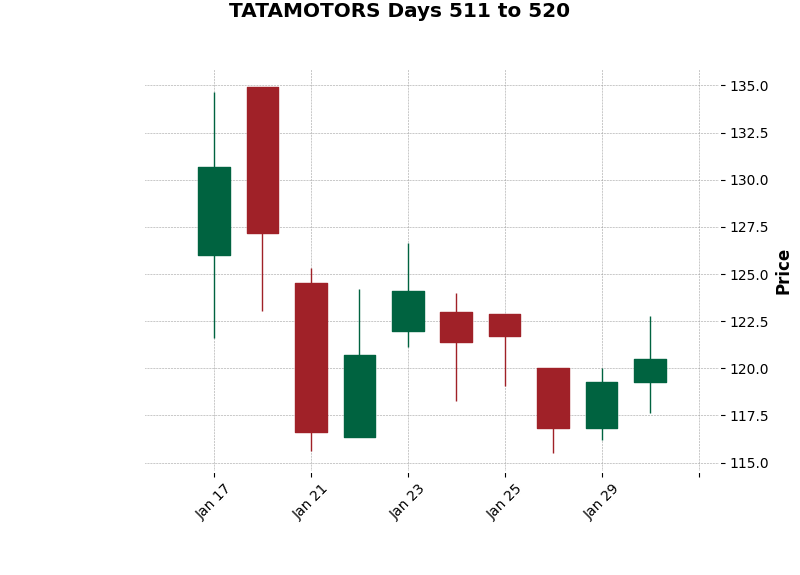 TATAMOTORS Days 511 to 520
135.0
132.5
130.0
127.5
125.0
122.5
120.0
117.5
115.0
Price
Jan 17
Jan 21
Jan 23
Jan 25
Jan 29